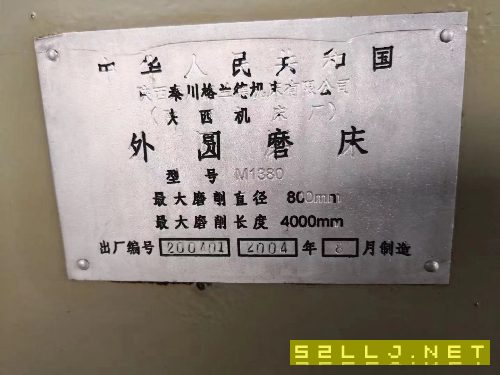 中华人民共和国
陕西秦川格兰德机床有限公司
(陕西机床厂)
外圆磨床
型号 M1380
最大磨削直径 800mm
最大磨削长度 4000mm
出厂编号 200401 2004 年 8 月制造
52LLJ.NET